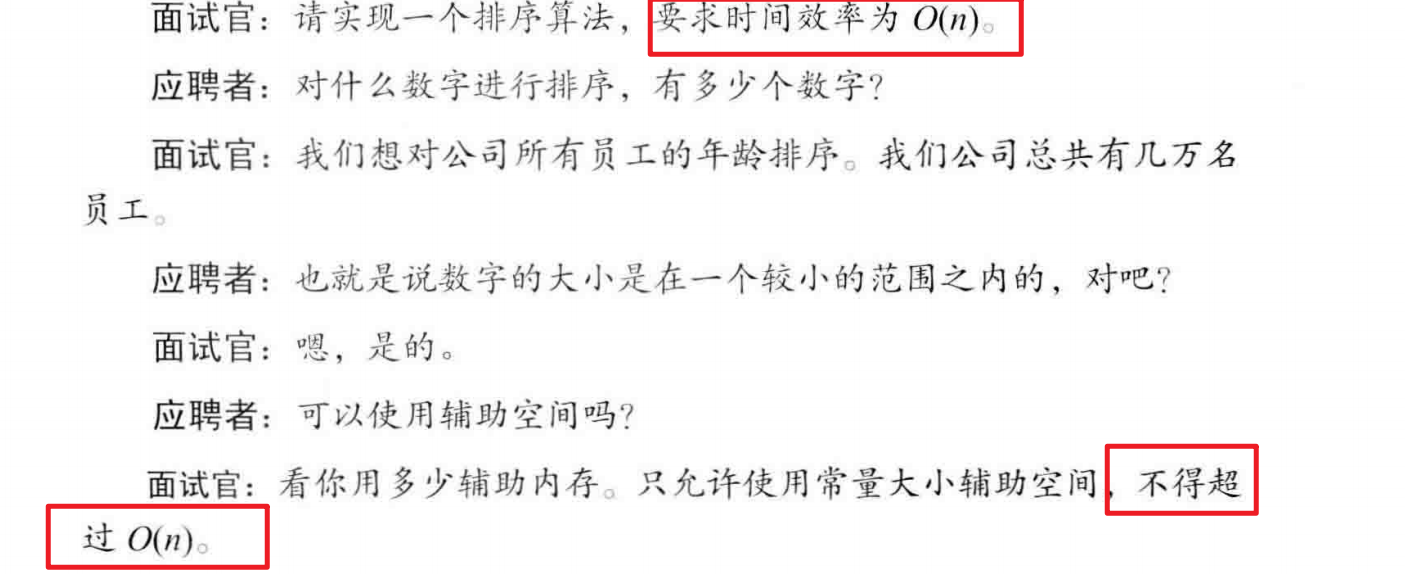 面试官：请实现一个排序算法，要求时间效率为 O(n)。
应聘者：对什么数字进行排序，有多少个数字？
面试官：我们想对公司所有员工的年龄排序。我们公司总共有几万名
员工。
应聘者：也就是说数字的大小是在一个较小的范围之内的，对吧？
面试官：嗯，是的。
应聘者：可以使用辅助空间吗？
面试官：看你用多少辅助内存。只允许使用常量大小辅助空间，不得超
过 O(n)。